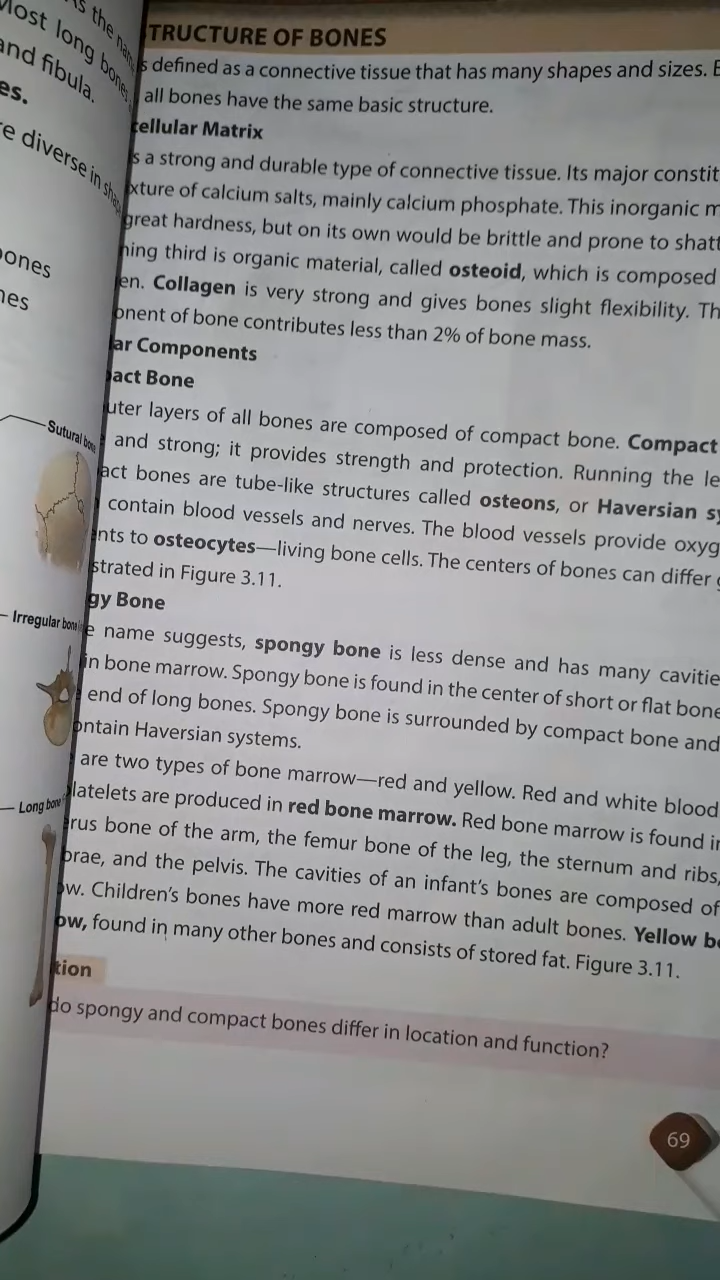 s the nam
Most long bones
and fibula.
es.
re diverse in shap
ones
nes
Sutural bone
Irregular bone
Long bone
TRUCTURE OF BONES
s defined as a connective tissue that has many shapes and sizes. E
all bones have the same basic structure.
cellular Matrix
s a strong and durable type of connective tissue. Its major constit
xture of calcium salts, mainly calcium phosphate. This inorganic m
great hardness, but on its own would be brittle and prone to shatt
ning third is organic material, called osteoid, which is composed
en. Collagen is very strong and gives bones slight flexibility. Th
onent of bone contributes less than 2% of bone mass.
ar Components
act Bone
uter layers of all bones are composed of compact bone. Compact
and strong; it provides strength and protection. Running the le
act bones are tube-like structures called osteons, or Haversian sy
contain blood vessels and nerves. The blood vessels provide oxyg
ents to osteocytes—living bone cells. The centers of bones can differ g
strated in Figure 3.11.
gy Bone
e name suggests, spongy bone is less dense and has many cavitie
in bone marrow. Spongy bone is found in the center of short or flat bone
end of long bones. Spongy bone is surrounded by compact bone and
ontain Haversian systems.
are two types of bone marrow—red and yellow. Red and white blood
latelets are produced in red bone marrow. Red bone marrow is found in
rus bone of the arm, the femur bone of the leg, the sternum and ribs,
brae, and the pelvis. The cavities of an infant's bones are composed of
ow. Children's bones have more red marrow than adult bones. Yellow bo
ow, found in many other bones and consists of stored fat. Figure 3.11.
tion
do spongy and compact bones differ in location and function?
69